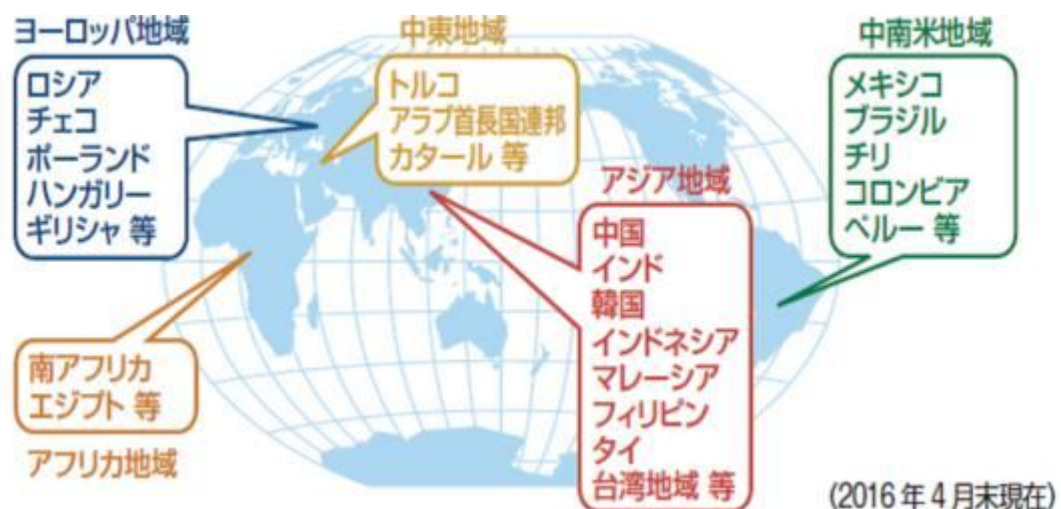 ヨーロッパ地域
ロシア
チェコ
ポーランド
ハンガリー
ギリシャ 等
中東地域
トルコ
アラブ首長国連邦
カタール 等
中南米地域
メキシコ
ブラジル
チリ
コロンビア
ペルー 等
アジア地域
中国
インド
韓国
インドネシア
マレーシア
フィリピン
タイ
台湾地域 等
南アフリカ
エジプト 等
アフリカ地域
(2016年4月末現在)